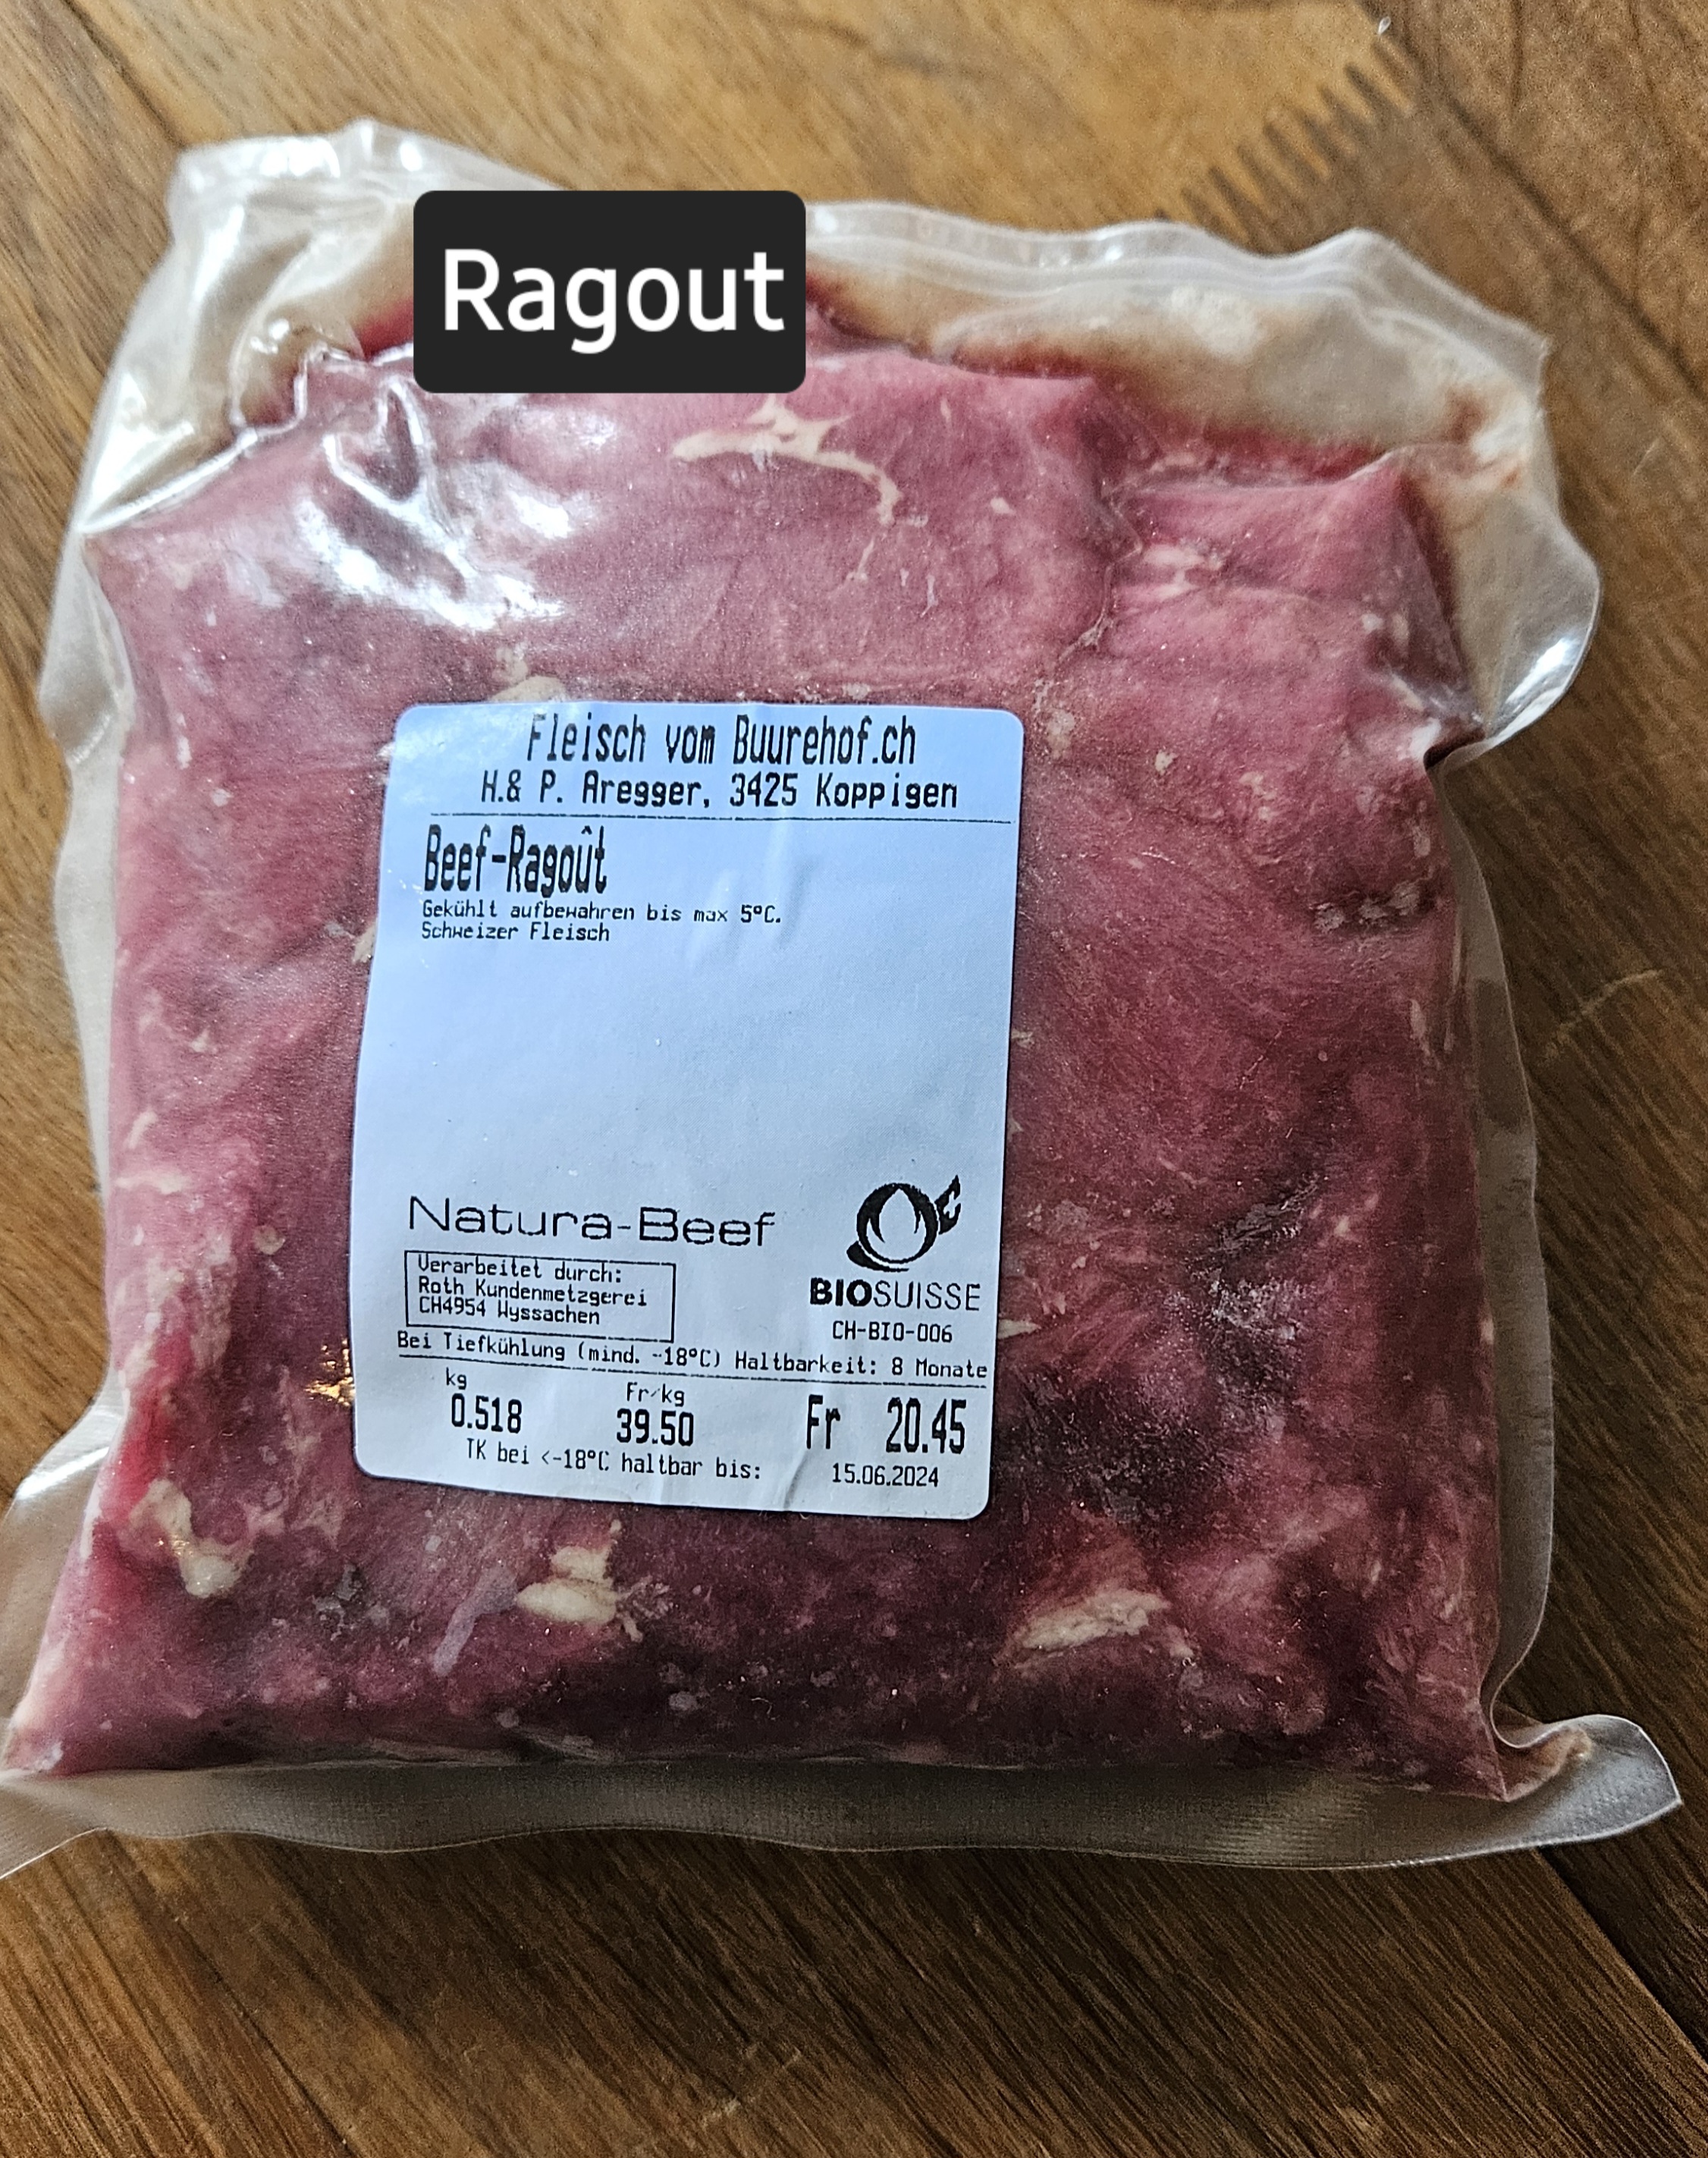 Ragout
Fleisch vom Buurehof.ch
H.& P. Aregger, 3425 Koppigen
Beef-Ragoût
Gekühlt aufbewahren bis max 5°C.
Schweizer Fleisch
Natura-Beef
BIOSUISSE
CH-BIO-006
Verarbeitet durch:
Roth Kundenmetzgerei
CH4954 Wyssachen
Bei Tiefkühlung (mind. -18°C) Haltbarkeit: 8 Monate
kg Fr/kg
0.518 39.50 Fr 20.45
TK bei <-18°C haltbar bis: 15.06.2024